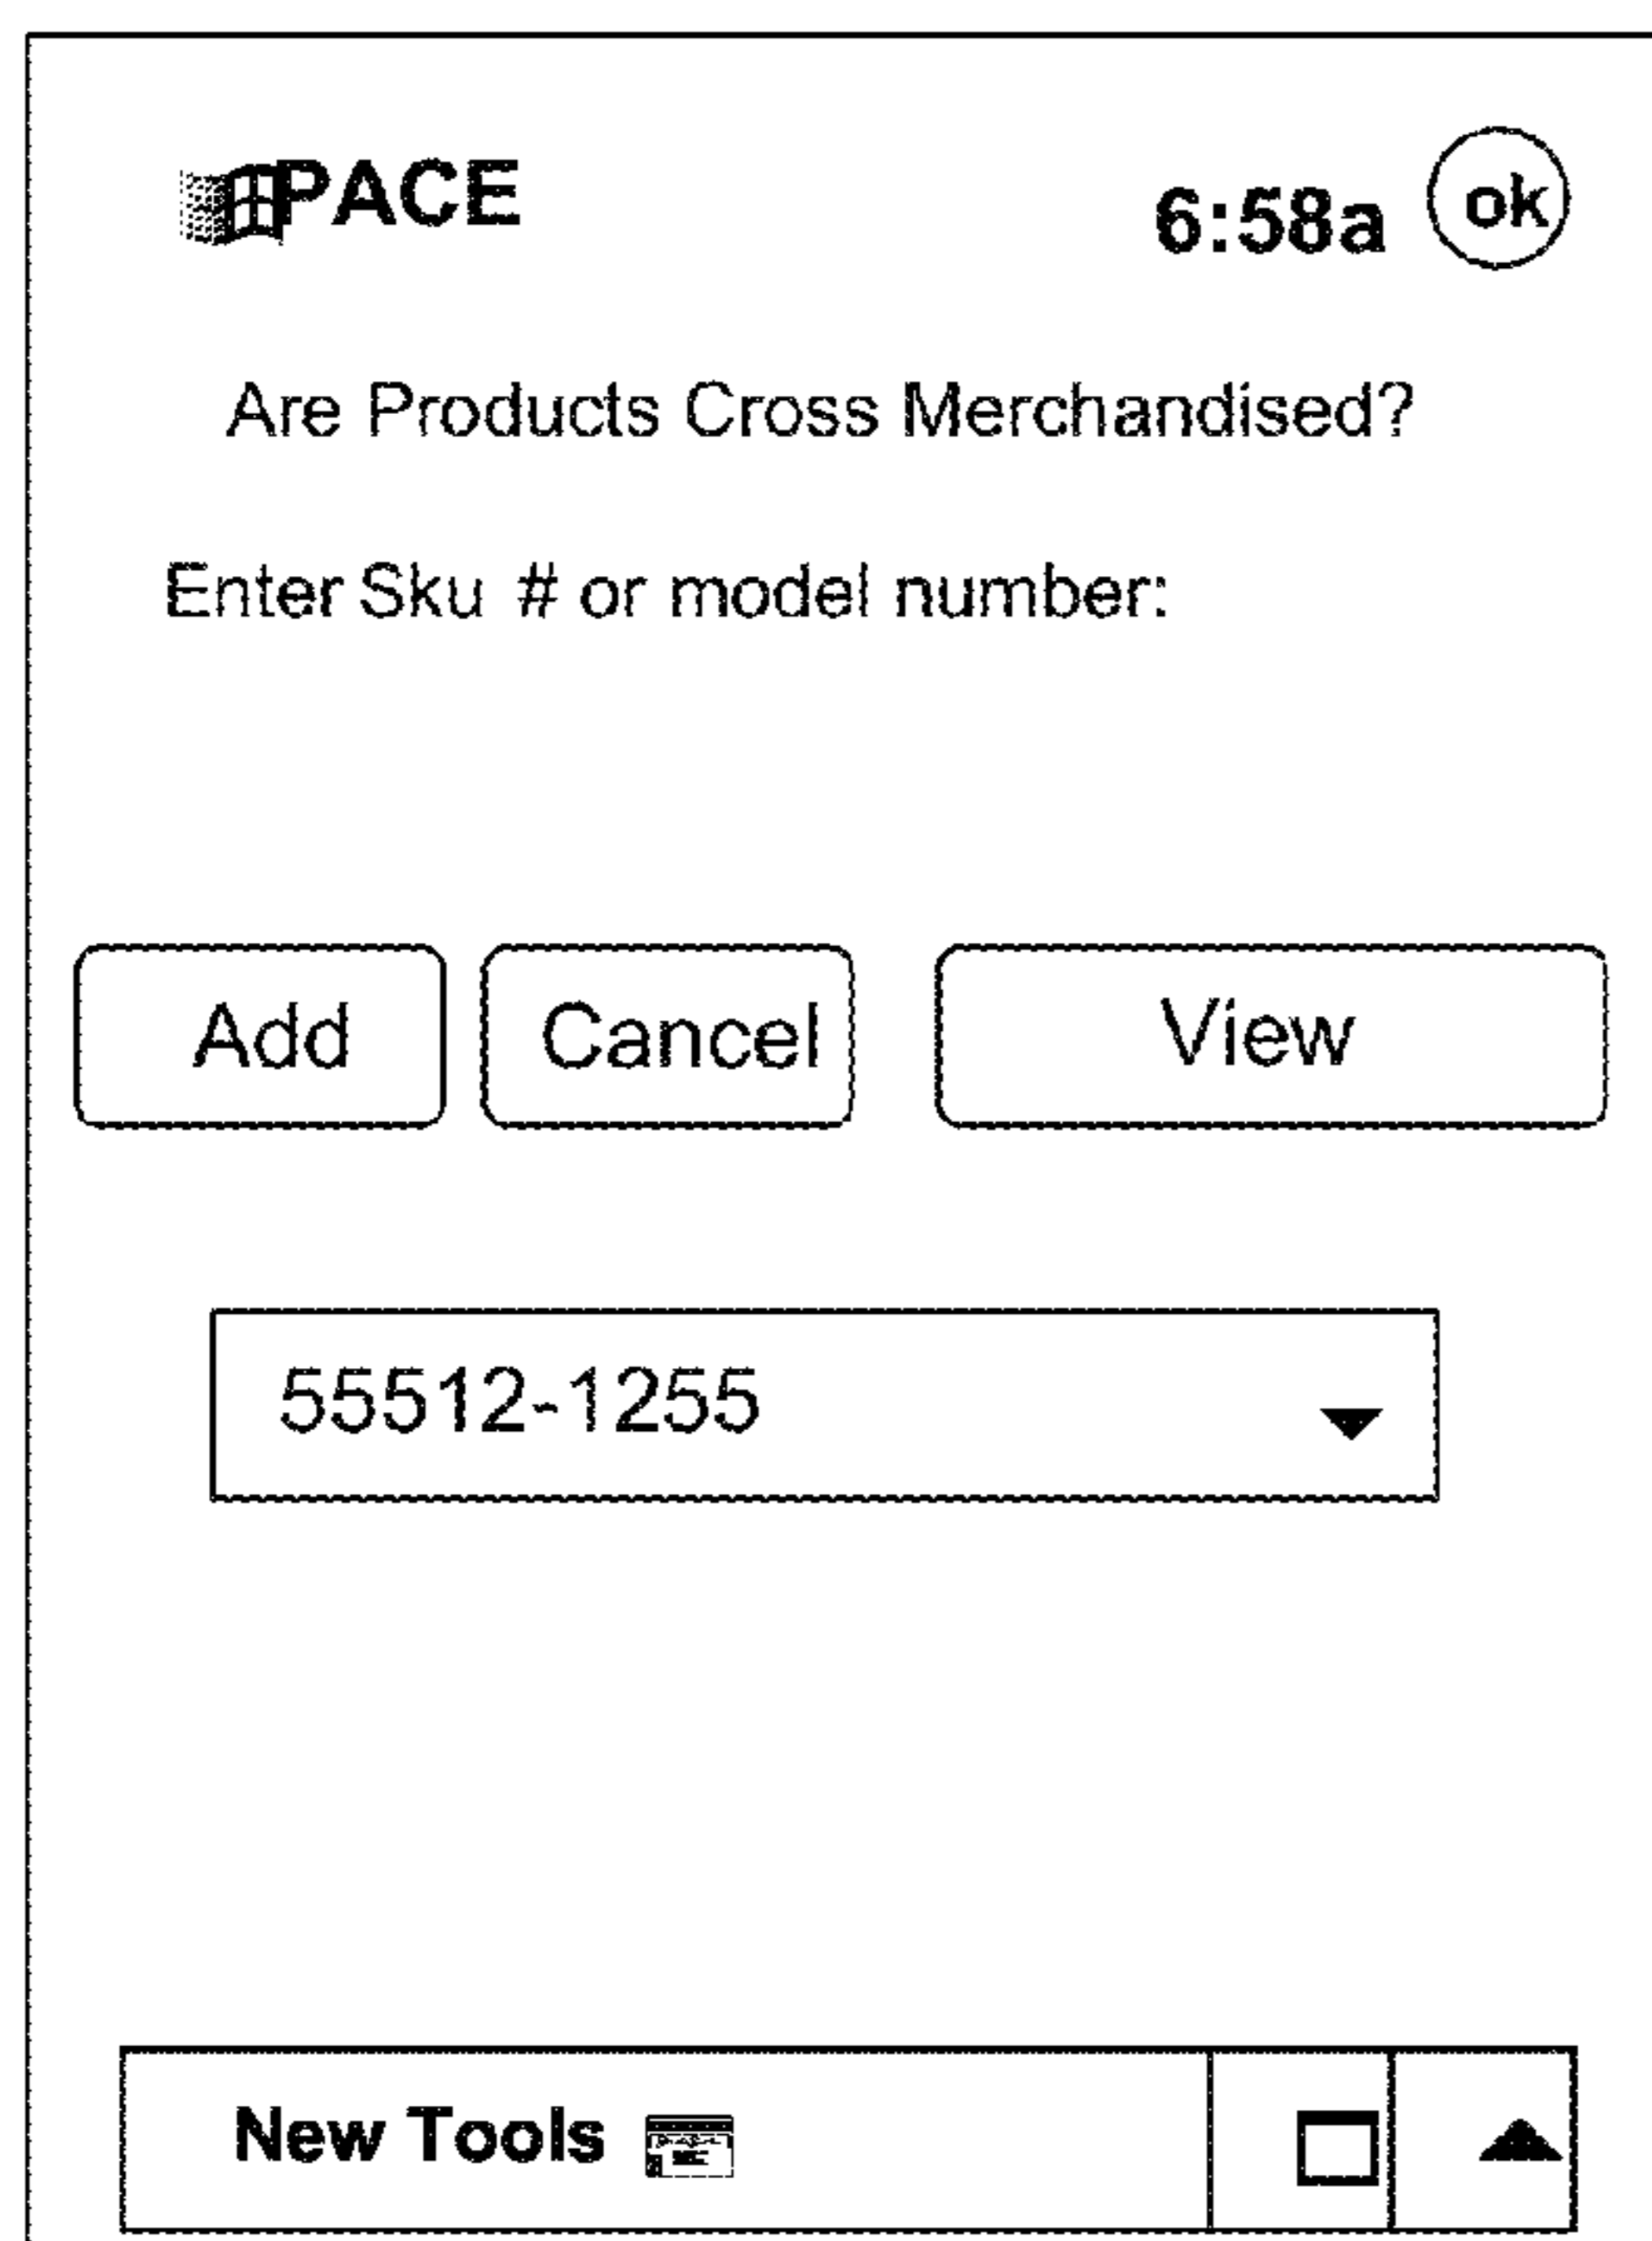 PACE 6:58a ok
Are Products Cross Merchandised?
Enter Sku # or model number:
Add Cancel View
55512-1255
New Tools